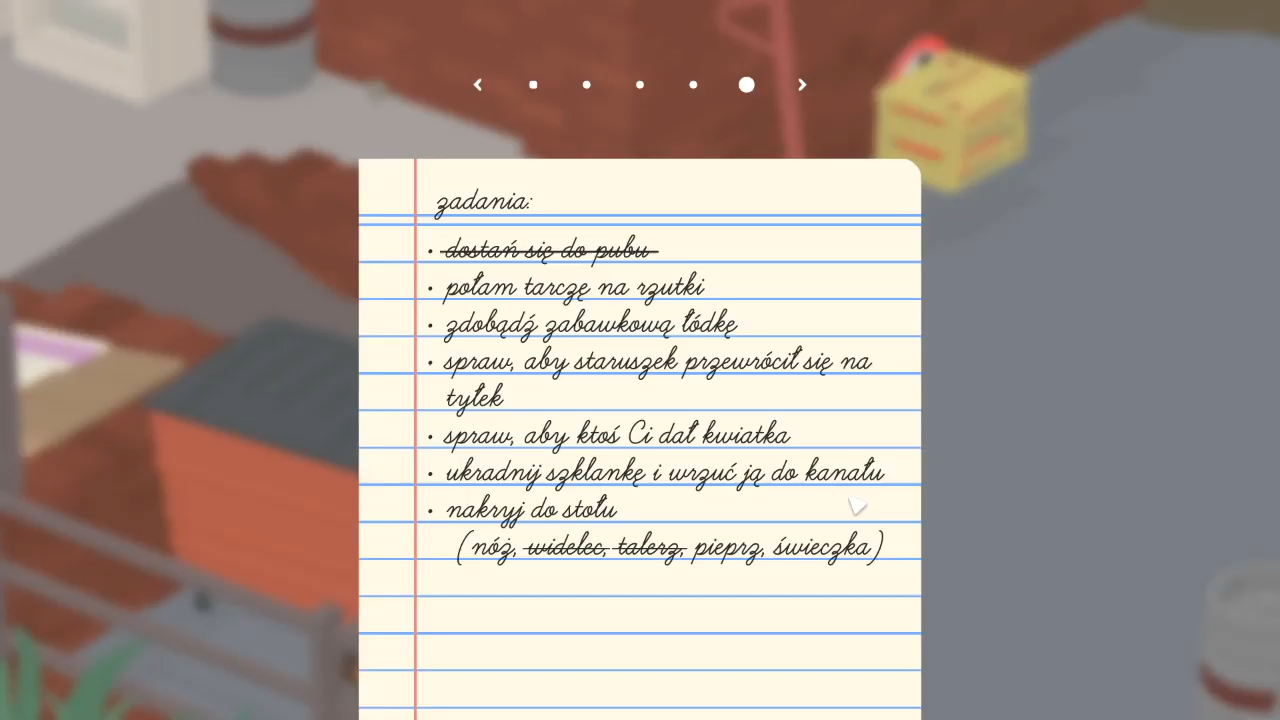 zadania:
• dostań się do pubu
• połam tarczę na rzutki
• zdobądź zabawkową łódkę
• spraw, aby staruszek przewrócił się na
tyłek
• spraw, aby ktoś Ci dał kwiatka
• ukradnij szklankę i wrzuć ją do kanału
• nakryj do stołu
(nóż, widelec, talerz, pieprz, świeczka)